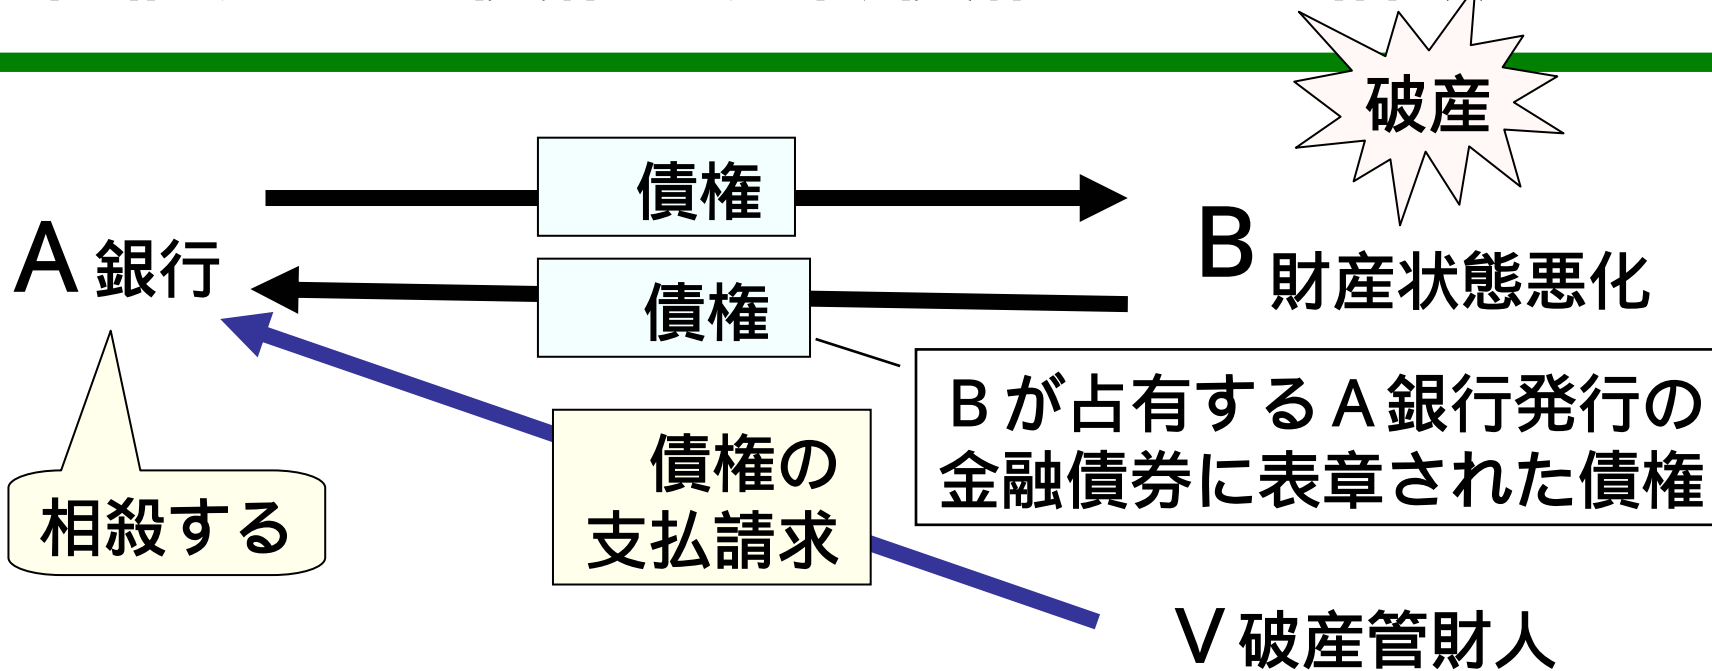 破産
債権
A 銀行
B 財産状態悪化
債権
Bが占有するA銀行発行の
金融債券に表章された債権
債権の
支払請求
相殺する
V 破産管財人